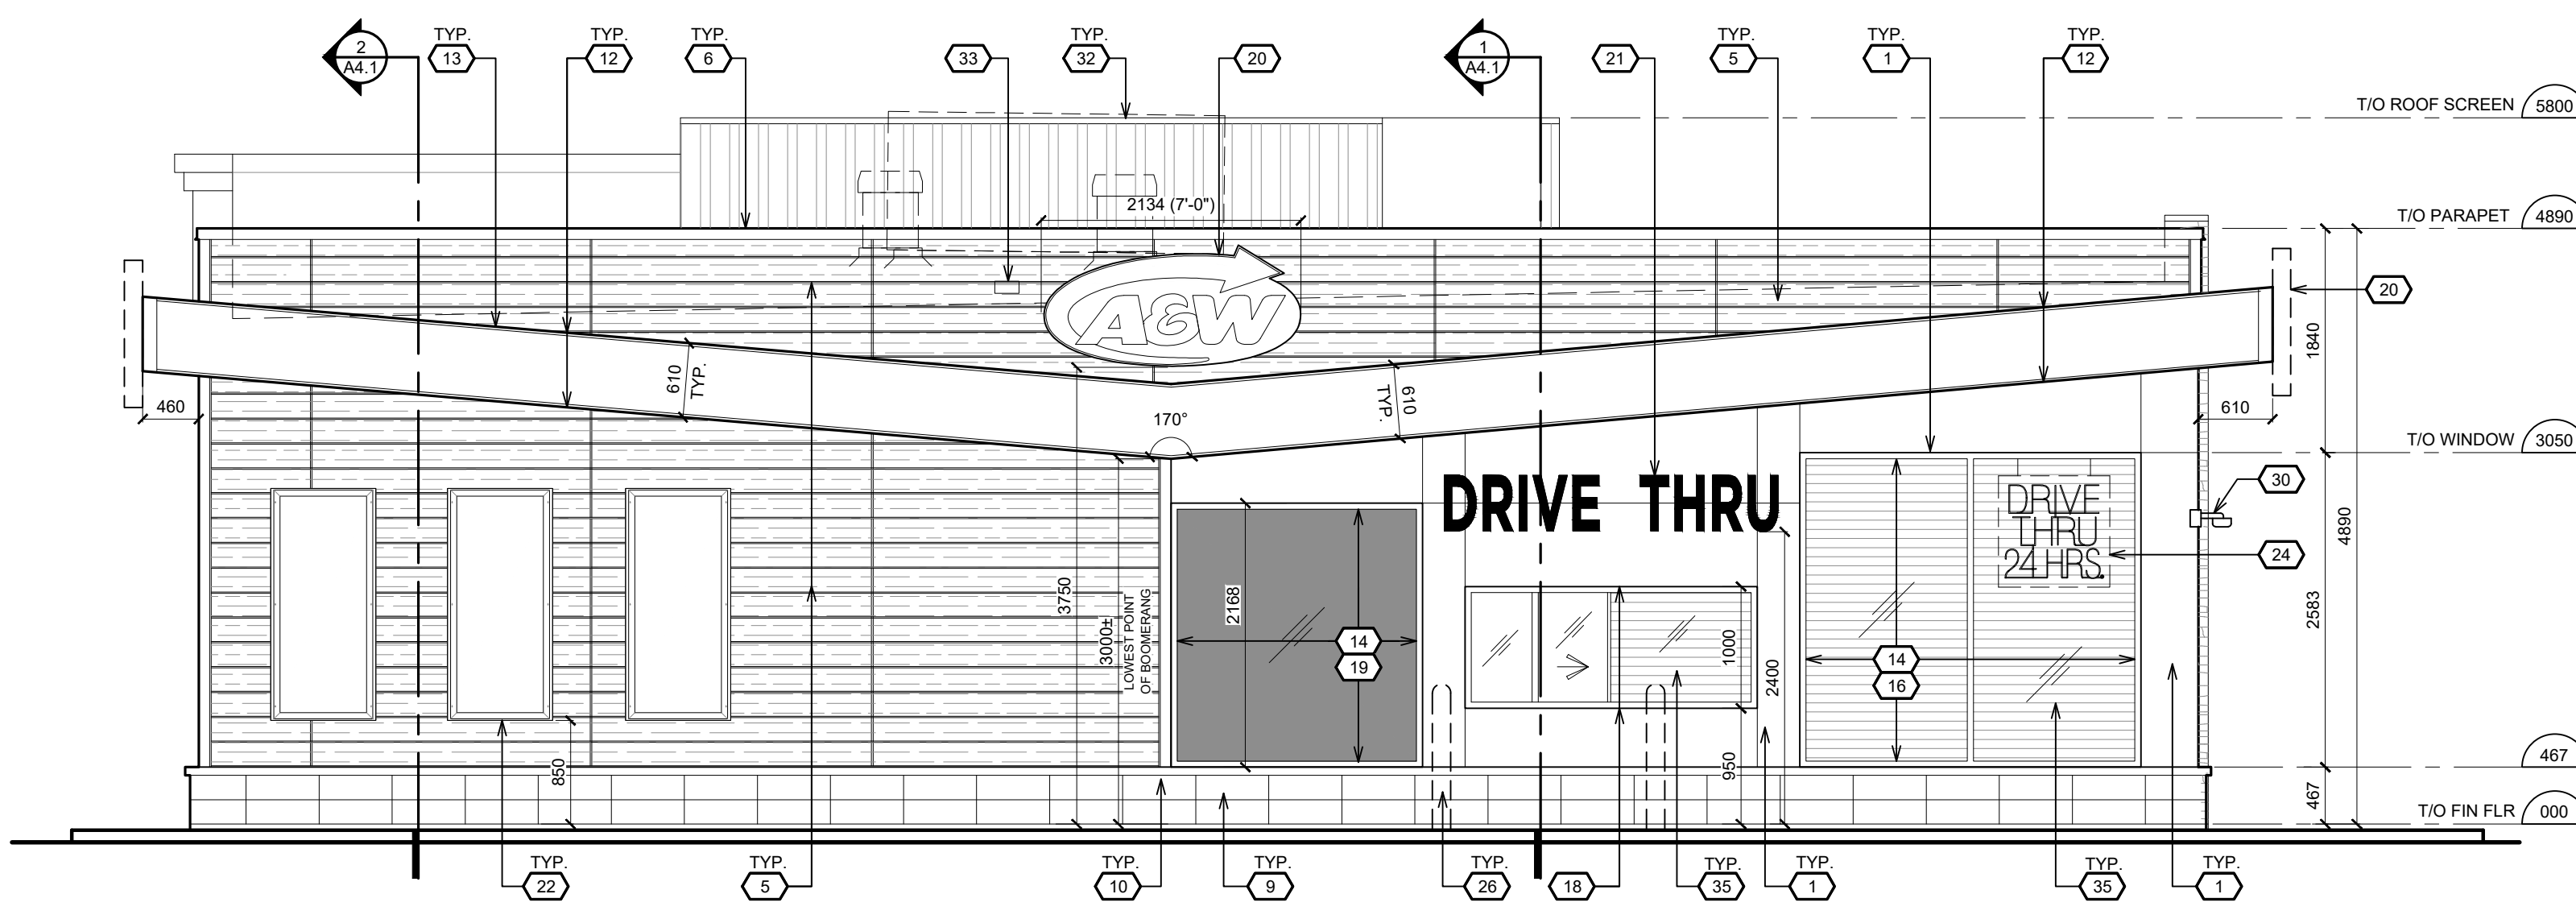 2
A4.1
TYP.
13
TYP.
12
TYP.
6
33
TYP.
32
20
1
A4.1
21
TYP.
5
TYP.
1
TYP.
12
T/O ROOF SCREEN 5800
2134 (7'-0")
T/O PARAPET 4890
A&W
20
1840
610
TYP.
610
TYP.
460
170°
610
T/O WINDOW 3050
DRIVE THRU
DRIVE
THRU
24 HRS.
30
24
4890
3750
3000±
LOWEST POINT
OF BOOMERANG
2168
14
19
1000
2400
14
16
2583
850
950
467
467
T/O FIN FLR 000
TYP.
22
TYP.
5
TYP.
10
TYP.
9
TYP.
26
18
TYP.
35
TYP.
1
TYP.
35
TYP.
1